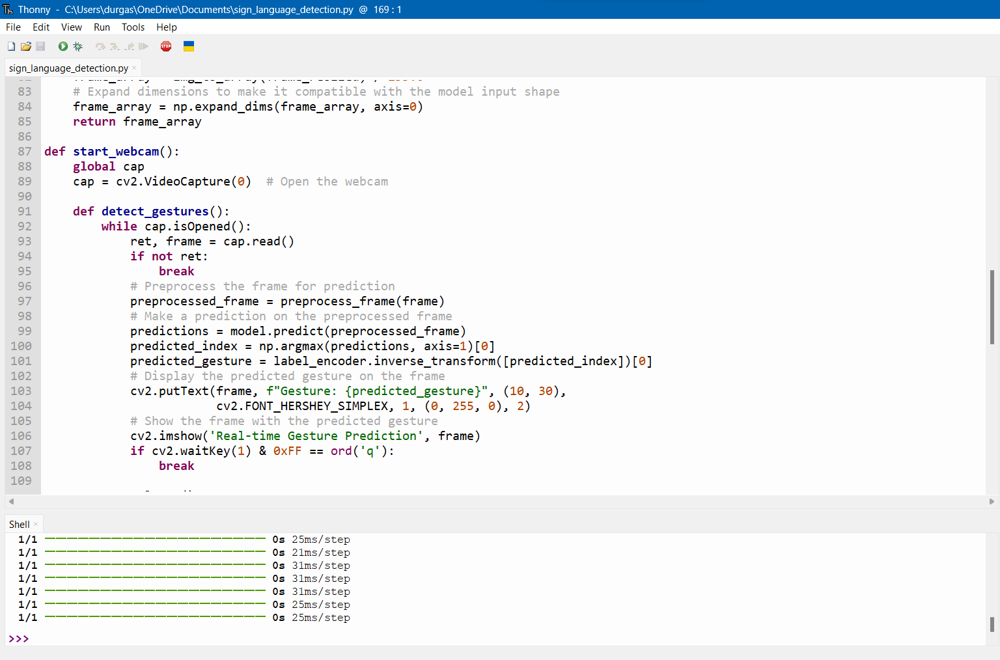 Thonny - C:\Users\durgas\OneDrive\Documents\sign_language_detection.py @ 169 : 1
File Edit View Run Tools Help
STOP
sign_language_detection.py ×
83 # Expand dimensions to make it compatible with the model input shape
84 frame_array = np.expand_dims(frame_array, axis=0)
85 return frame_array
86
87 def start_webcam():
88 global cap
89 cap = cv2.VideoCapture(0) # Open the webcam
90
91 def detect_gestures():
92 while cap.isOpened():
93 ret, frame = cap.read()
94 if not ret:
95 break
96 # Preprocess the frame for prediction
97 preprocessed_frame = preprocess_frame(frame)
98 # Make a prediction on the preprocessed frame
99 predictions = model.predict(preprocessed_frame)
100 predicted_index = np.argmax(predictions, axis=1)[0]
101 predicted_gesture = label_encoder.inverse_transform([predicted_index])[0]
102 # Display the predicted gesture on the frame
103 cv2.putText(frame, f"Gesture: {predicted_gesture}", (10, 30),
104 cv2.FONT_HERSHEY_SIMPLEX, 1, (0, 255, 0), 2)
105 # Show the frame with the predicted gesture
106 cv2.imshow('Real-time Gesture Prediction', frame)
107 if cv2.waitKey(1) & 0xFF == ord('q'):
108 break
109
Shell ×
1/1 0s 25ms/step
1/1 0s 21ms/step
1/1 0s 31ms/step
1/1 0s 31ms/step
1/1 0s 31ms/step
1/1 0s 25ms/step
1/1 0s 25ms/step
>>>